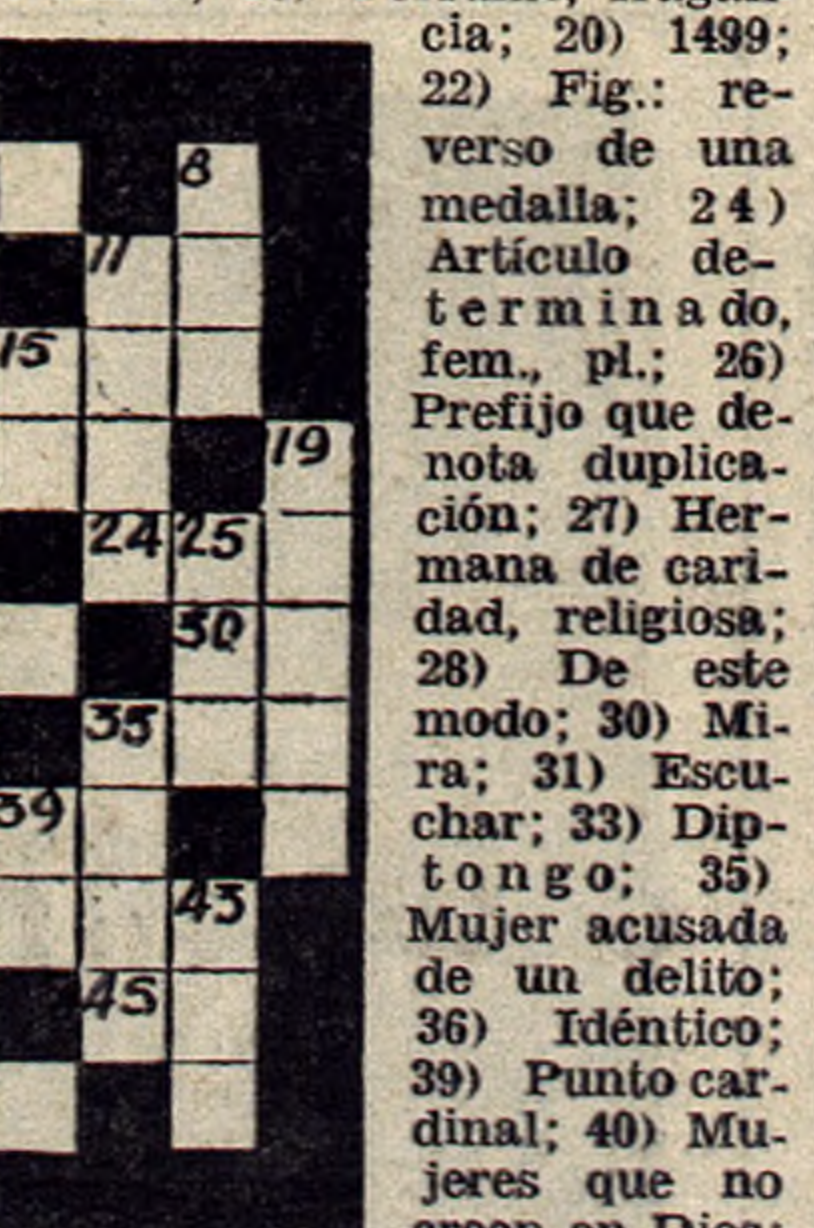 8
11
15
19
24 25
30
35
39
43
45
cia; 20) 1499;
22) Fig.: re-
verso de una
medalla; 24)
Artículo de-
terminado,
fem., pl.; 26)
Prefijo que de-
nota duplica-
ción; 27) Her-
mana de cari-
dad, religiosa;
28) De este
modo; 30) Mi-
ra; 31) Escu-
char; 33) Dip-
tongo; 35)
Mujer acusada
de un delito;
36) Idéntico;
39) Punto car-
dinal; 40) Mu-
jeres que no